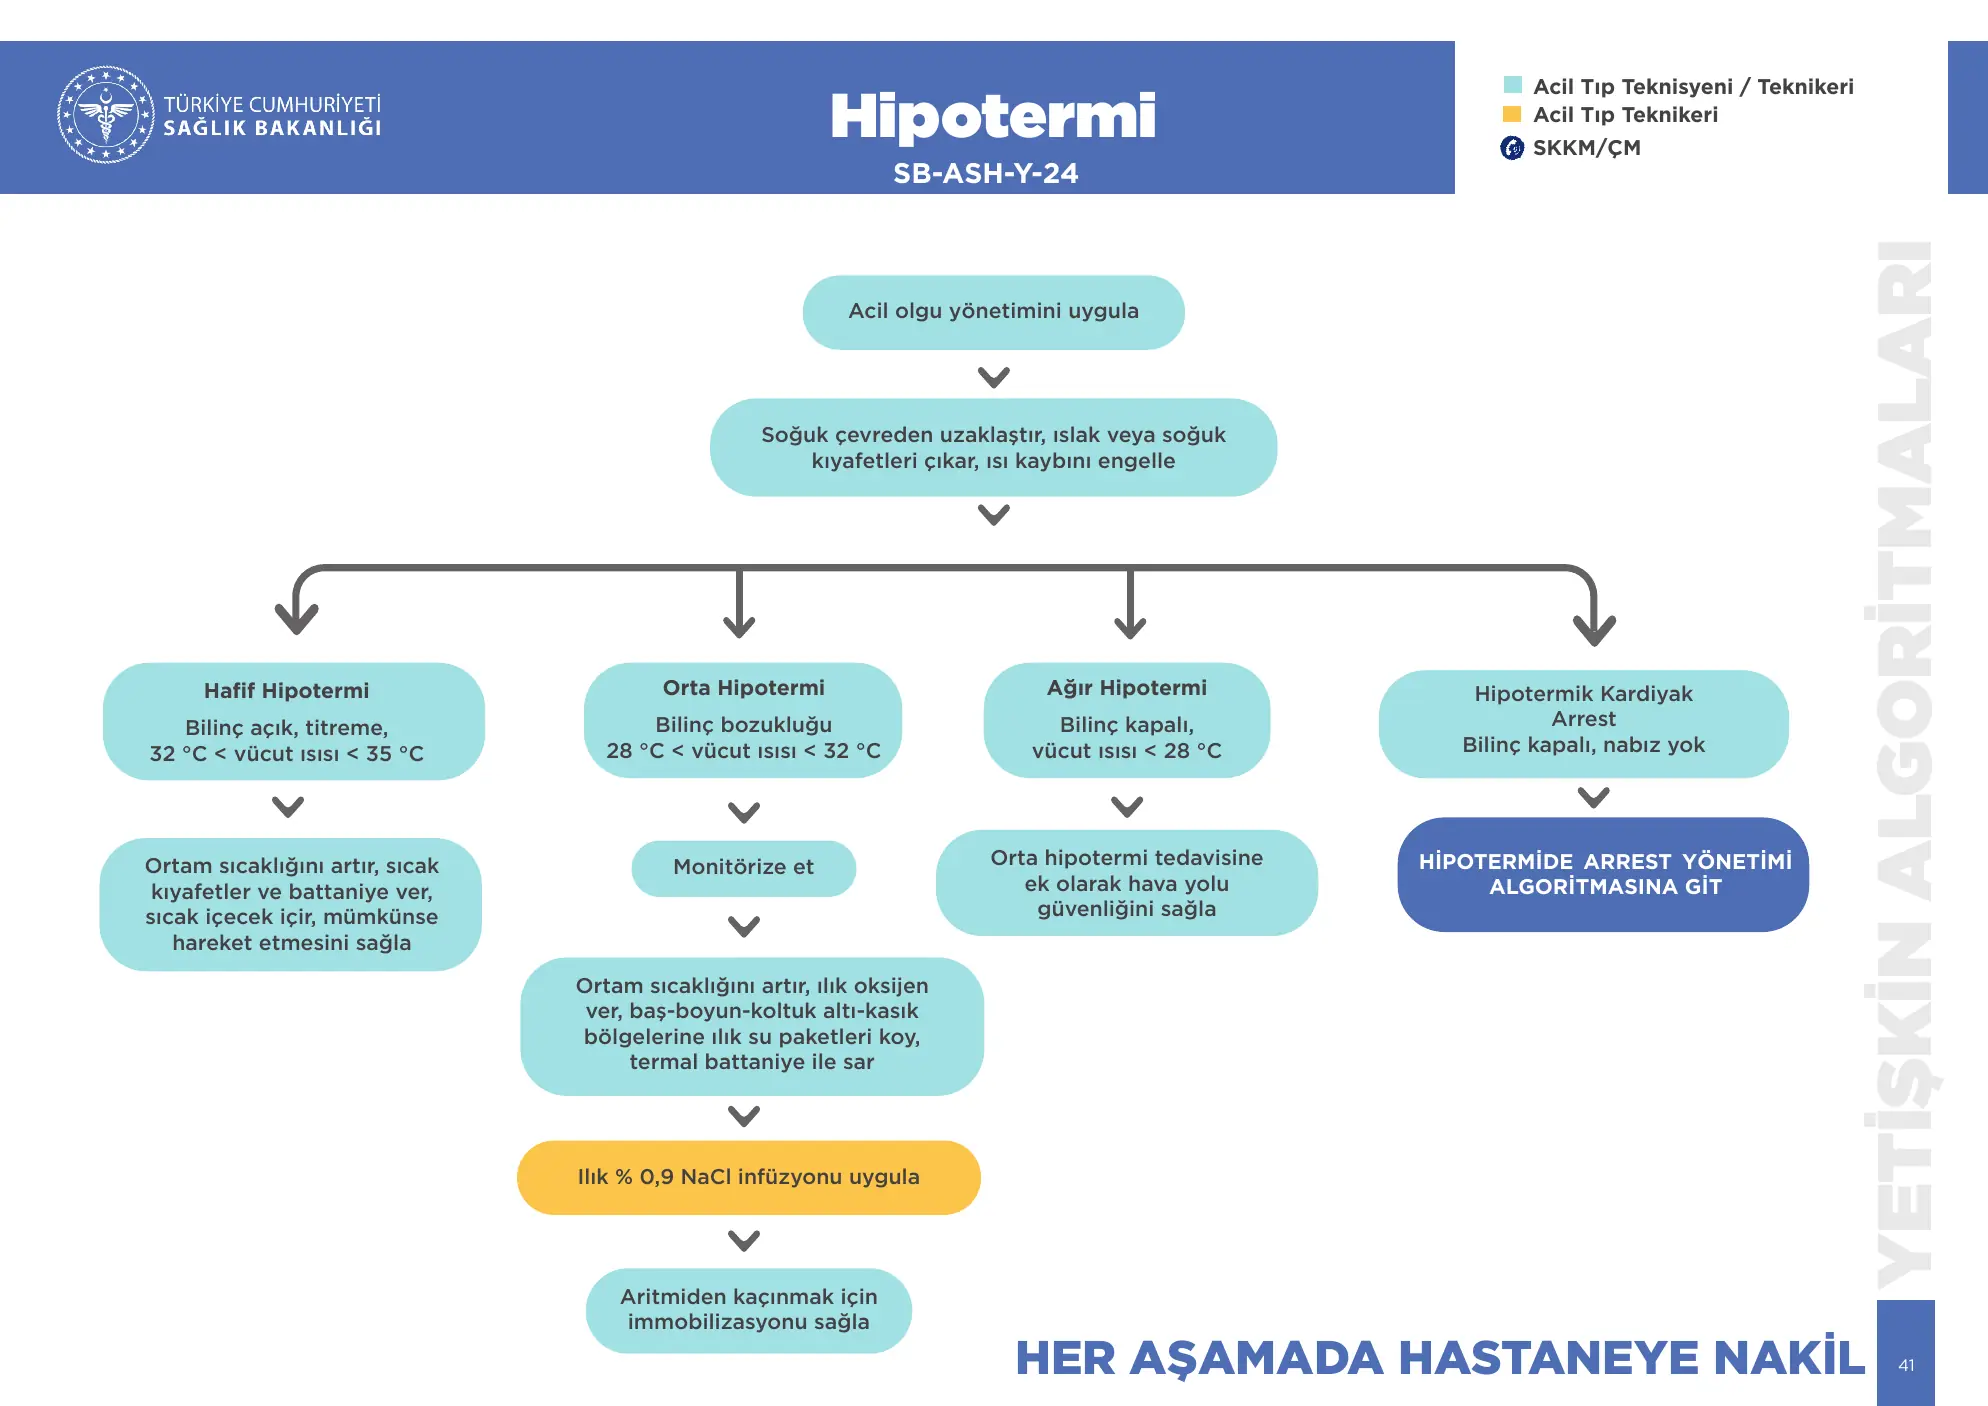 TÜRKİYE CUMHURİYETİ
SAĞLIK BAKANLIĞI
Hipotermi
SB-ASH-Y-24
Acil Tıp Teknisyeni / Teknikeri
Acil Tıp Teknikeri
SKKM/ÇM
Acil olgu yönetimini uygula
Soğuk çevreden uzaklaştır, ıslak veya soğuk
kıyafetleri çıkar, ısı kaybını engelle
Hafif Hipotermi
Bilinç açık, titreme,
32 °C < vücut ısısı < 35 °C
Ortam sıcaklığını artır, sıcak
kıyafetler ve battaniye ver,
sıcak içecek içir, mümkünse
hareket etmesini sağla
Orta Hipotermi
Bilinç bozukluğu
28 °C < vücut ısısı < 32 °C
Monitörize et
Ortam sıcaklığını artır, ılık oksijen
ver, baş-boyun-koltuk altı-kasık
bölgelerine ılık su paketleri koy,
termal battaniye ile sar
Ilık % 0,9 NaCl infüzyonu uygula
Aritmiden kaçınmak için
immobilizasyonu sağla
Ağır Hipotermi
Bilinç kapalı,
vücut ısısı < 28 °C
Orta hipotermi tedavisine
ek olarak hava yolu
güvenliğini sağla
Hipotermik Kardiyak
Arrest
Bilinç kapalı, nabız yok
HİPOTERMİDE ARREST YÖNETİMİ
ALGORİTMASINA GİT
YETİŞKİN ALGORİTMALARI
HER AŞAMADA HASTANEYE NAKİL
41